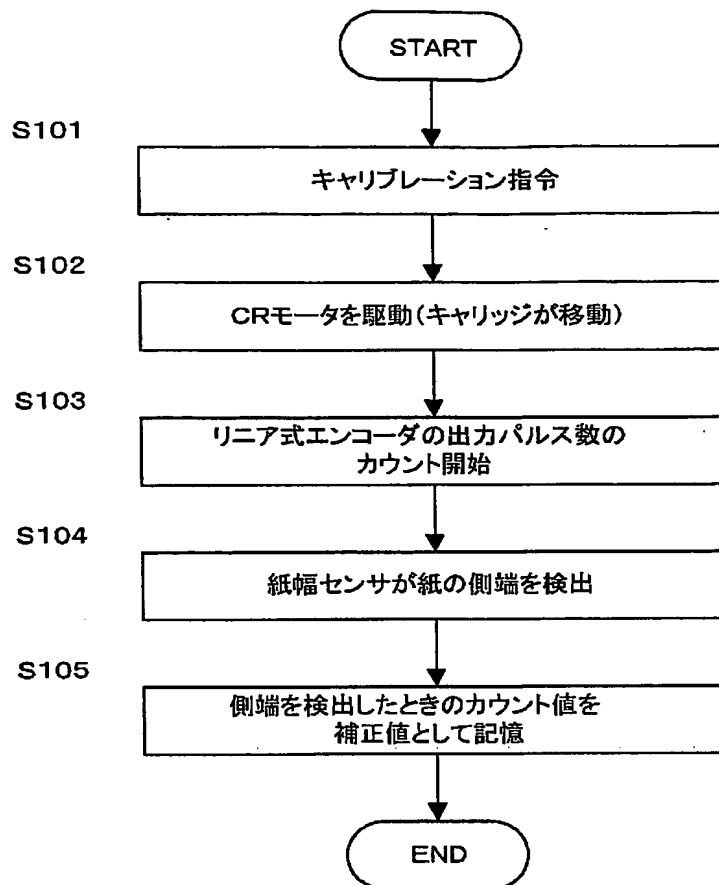 START
S101
キャリブレーション指令
S102
CRモータを駆動(キャリッジが移動)
S103
リニア式エンコーダの出力パルス数の
カウント開始
S104
紙幅センサが紙の側端を検出
S105
側端を検出したときのカウント値を
補正値として記憶
END